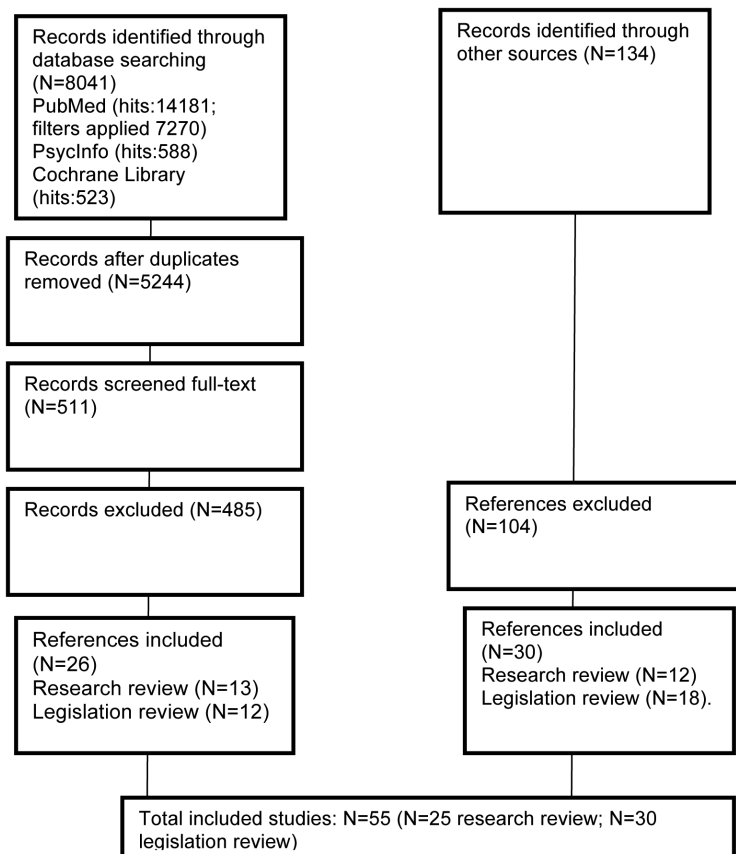 Records identified through
database searching
(N=8041)
PubMed (hits:14181;
filters applied 7270)
PsycInfo (hits:588)
Cochrane Library
(hits:523)
Records identified through
other sources (N=134)
Records after duplicates
removed (N=5244)
Records screened full-text
(N=511)
Records excluded (N=485)
References excluded
(N=104)
References included
(N=26)
Research review (N=13)
Legislation review (N=12)
References included
(N=30)
Research review (N=12)
Legislation review (N=18).
Total included studies: N=55 (N=25 research review; N=30
legislation review)